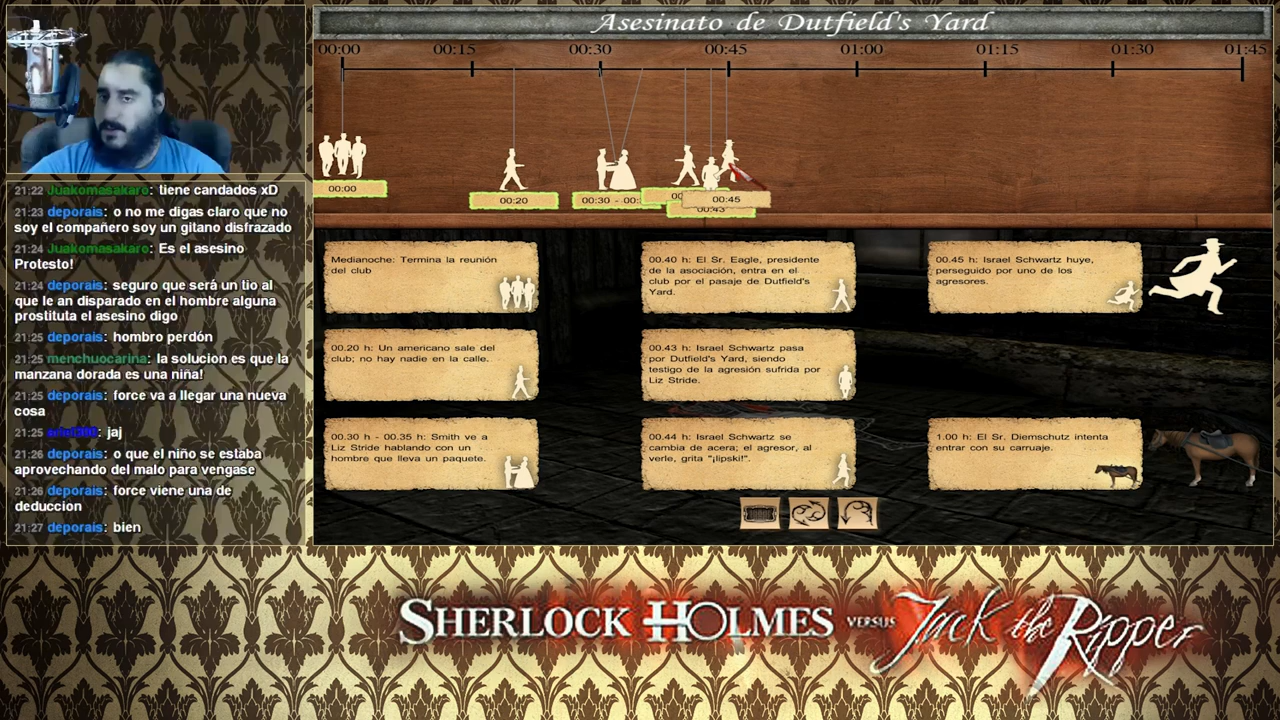 Asesinato de Dutfield's Yard
00:00 00:15 00:30 00:45 01:00 01:15 01:30 01:45
00:00
00:20
00:30 - 00:
00:45
00:43
21:22 Juakomasakaro: tiene candados xD
21:23 deporais: o no me digas claro que no
soy el compañero soy un gitano disfrazado
21:24 Juakomasakaro: Es el asesino
Protesto!
21:24 deporais: seguro que será un lio al
que le an disparado en el hombre alguna
prostituta el asesino digo
21:25 deporais: hombro perdón
21:25 menchuocarina: la solucion es que la
manzana dorada es una niña!
21:25 deporais: force va a llegar una nueva
cosa
21:25 : jaj
21:26 deporais: o que el niño se estaba
aprovechando del malo para vengase
21:26 deporais: force viene una de
deduccion
21:27 deporais: bien
Medianoche: Termina la reunión
del club
00.20 h: Un americano sale del
club; no hay nadie en la calle.
00.30 h - 00.35 h: Smith ve a
Liz Stride hablando con un
hombre que lleva un paquete.
00.40 h: El Sr. Eagle, presidente
de la asociación, entra en el
club por el pasaje de Dutfield's
Yard.
00.43 h: Israel Schwartz pasa
por Dutfield's Yard, siendo
testigo de la agresión sufrida por
Liz Stride.
00.44 h: Israel Schwartz se
cambia de acera; el agresor, al
verle, grita "¡lipski!".
00.45 h: Israel Schwartz huye,
perseguido por uno de los
agresores.
1.00 h: El Sr. Diemschutz intenta
entrar con su carruaje.
SHERLOCK HOLMES VERSUS Jack the Ripper